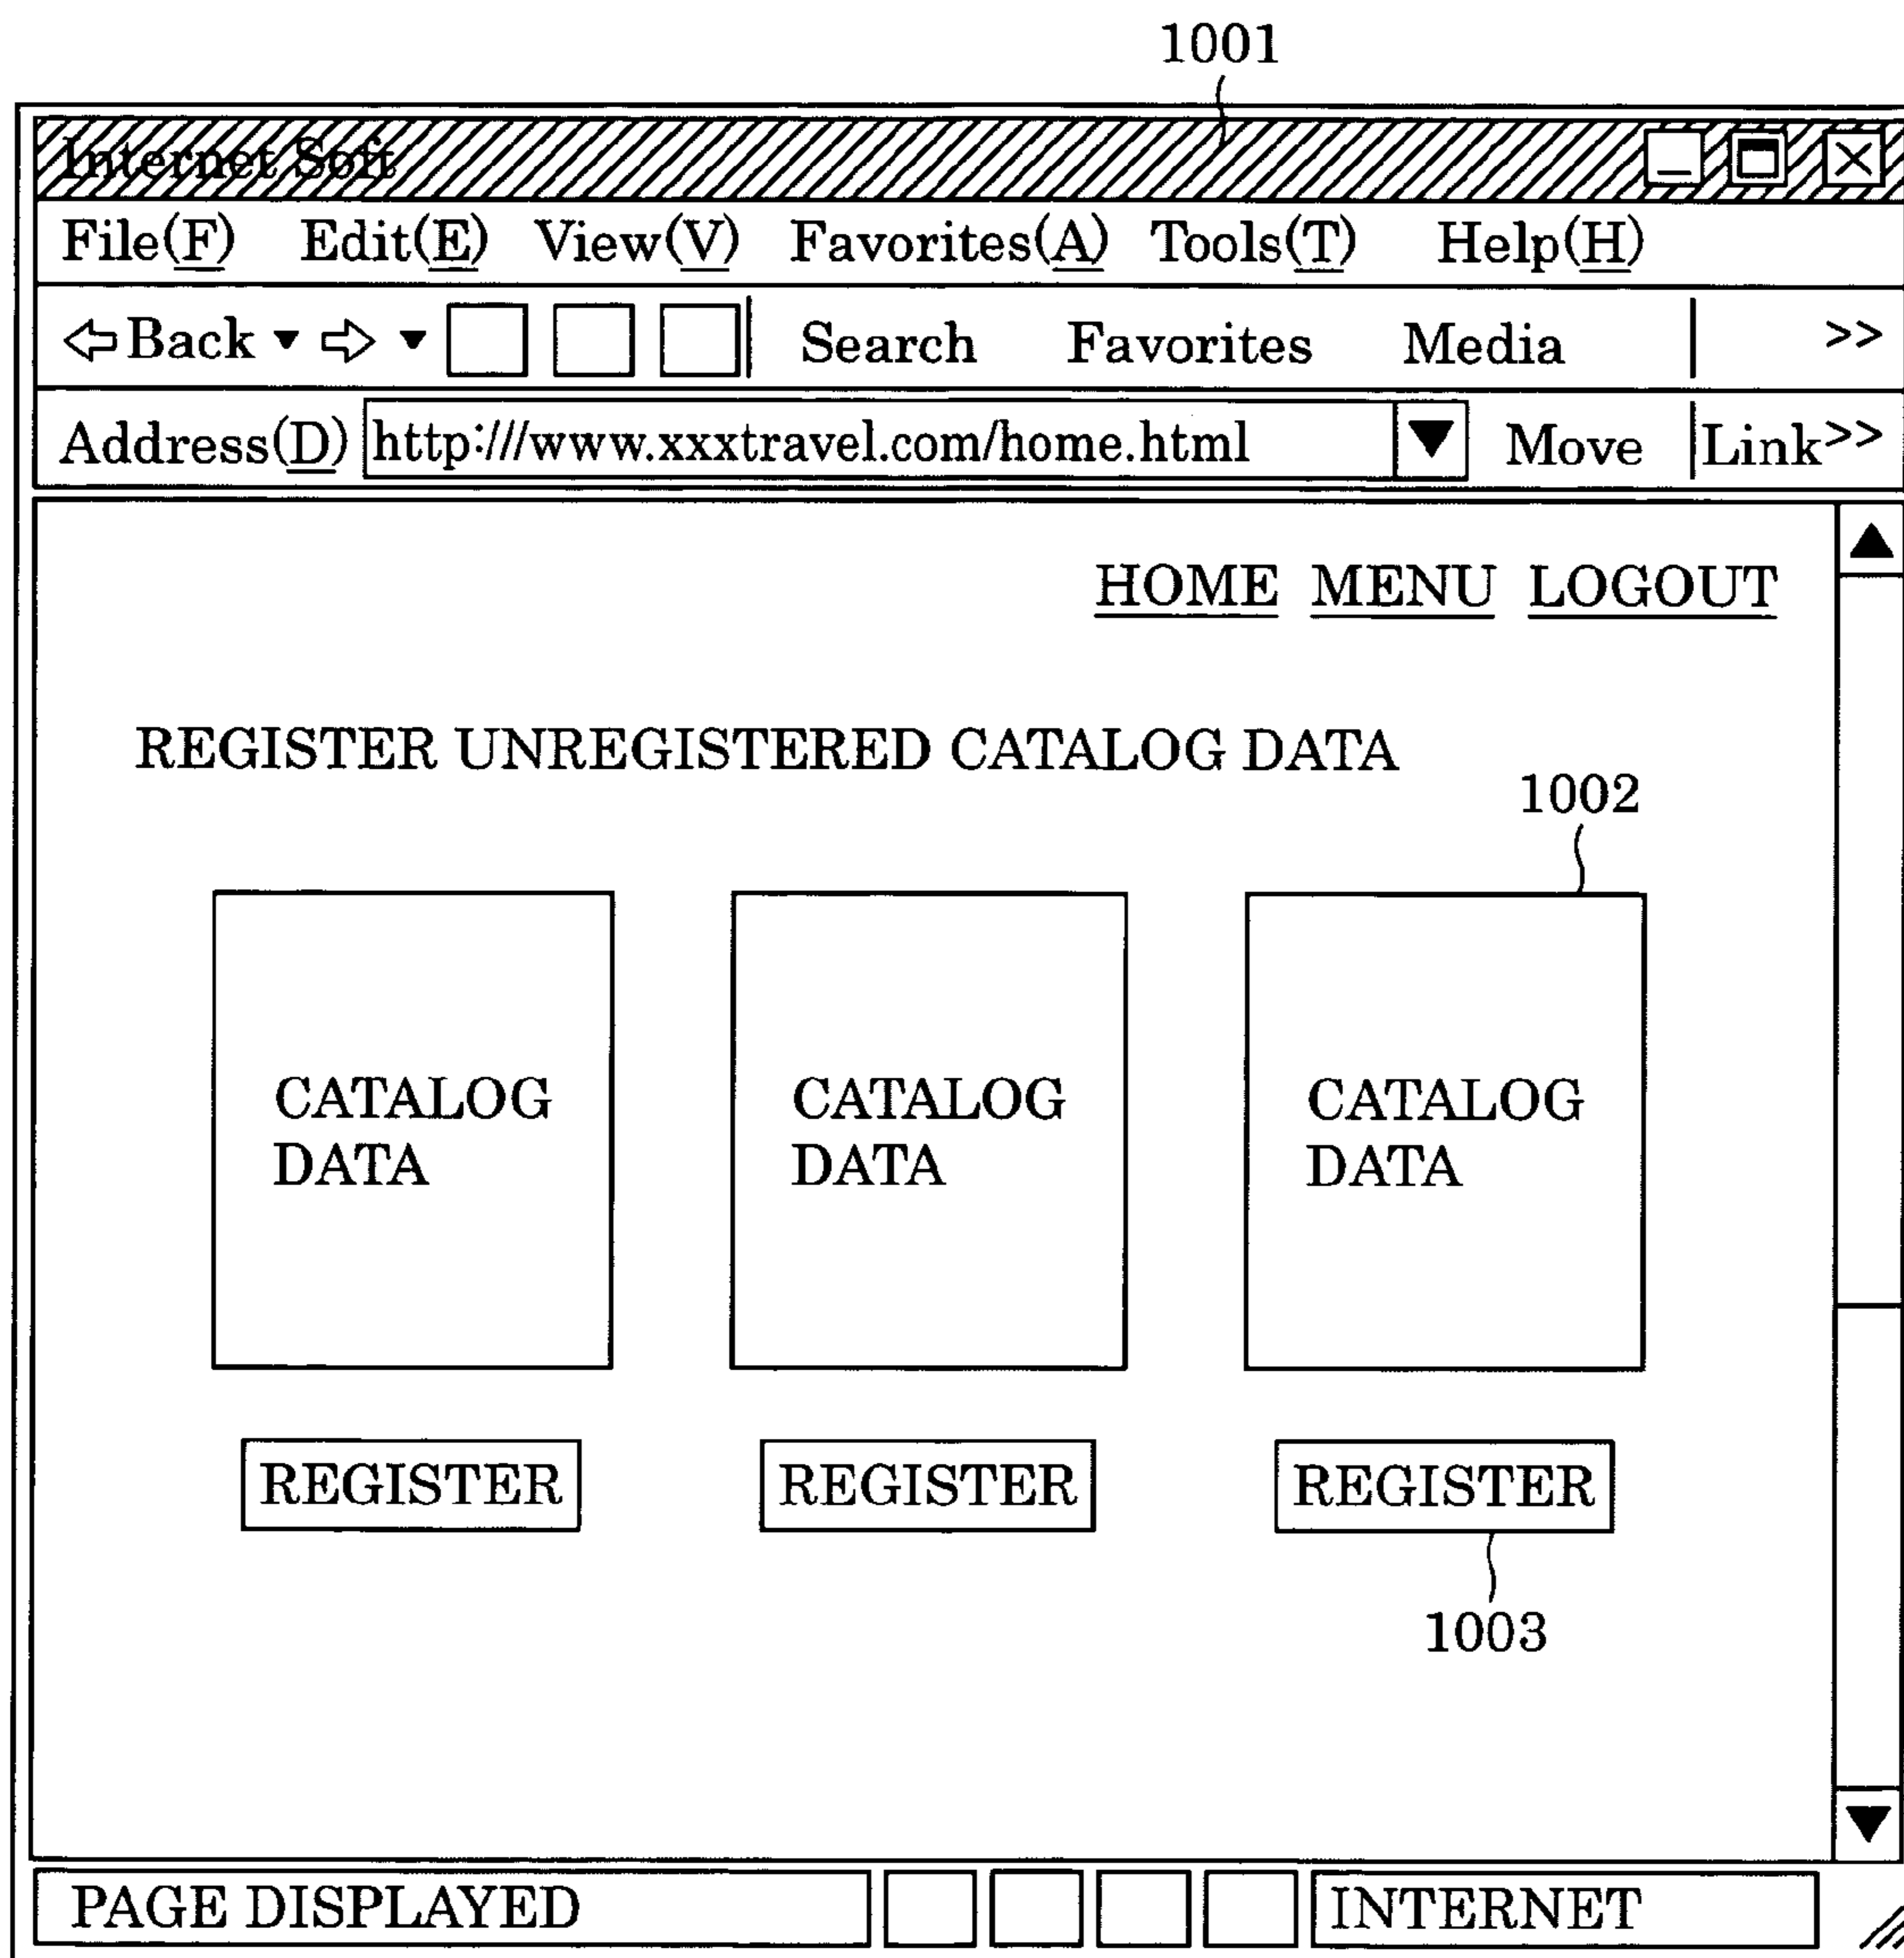 1001
Internet Soft
File(F) Edit(E) View(V) Favorites(A) Tools(T) Help(H)
Back Search Favorites Media >>
Address(D) http:///www.xxxtravel.com/home.html Move Link>>
HOME MENU LOGOUT
REGISTER UNREGISTERED CATALOG DATA
1002
CATALOG CATALOG CATALOG
DATA DATA DATA
REGISTER REGISTER REGISTER
1003
PAGE DISPLAYED INTERNET